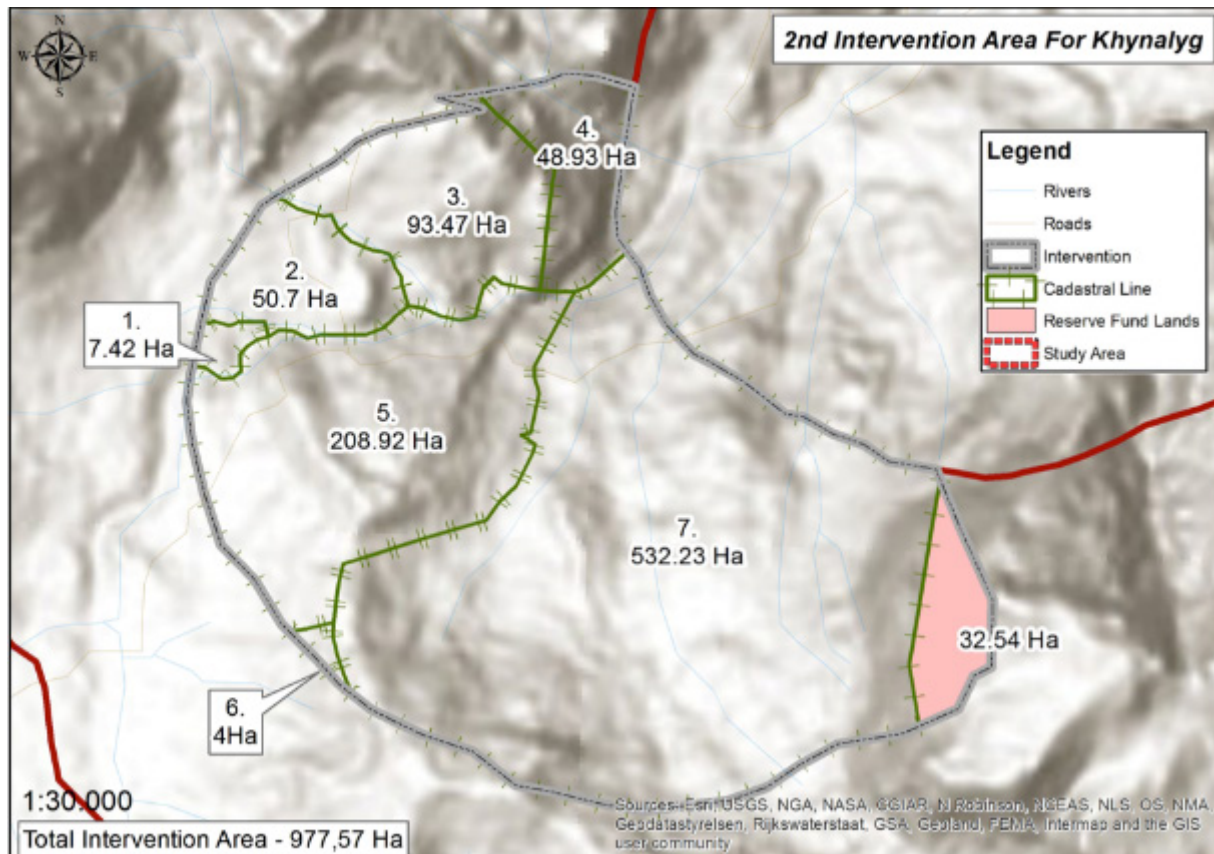 N
W E
S
2nd Intervention Area For Khynalyg
Legend
Rivers
Roads
Intervention
Cadastral Line
Reserve Fund Lands
Study Area
4.
48.93 Ha
3.
93.47 Ha
2.
50.7 Ha
1.
7.42 Ha
5.
208.92 Ha
7.
532.23 Ha
32.54 Ha
6.
4Ha
1:30.000
Total Intervention Area - 977,57 Ha
Sources: Esri, USGS, NGA, NASA, CGIAR, N Robinson, NCEAS, NLS, OS, NMA,
Geodatastyrelsen, Rijkswaterstaat, GSA, Geoland, FEMA, Intermap and the GIS
user community